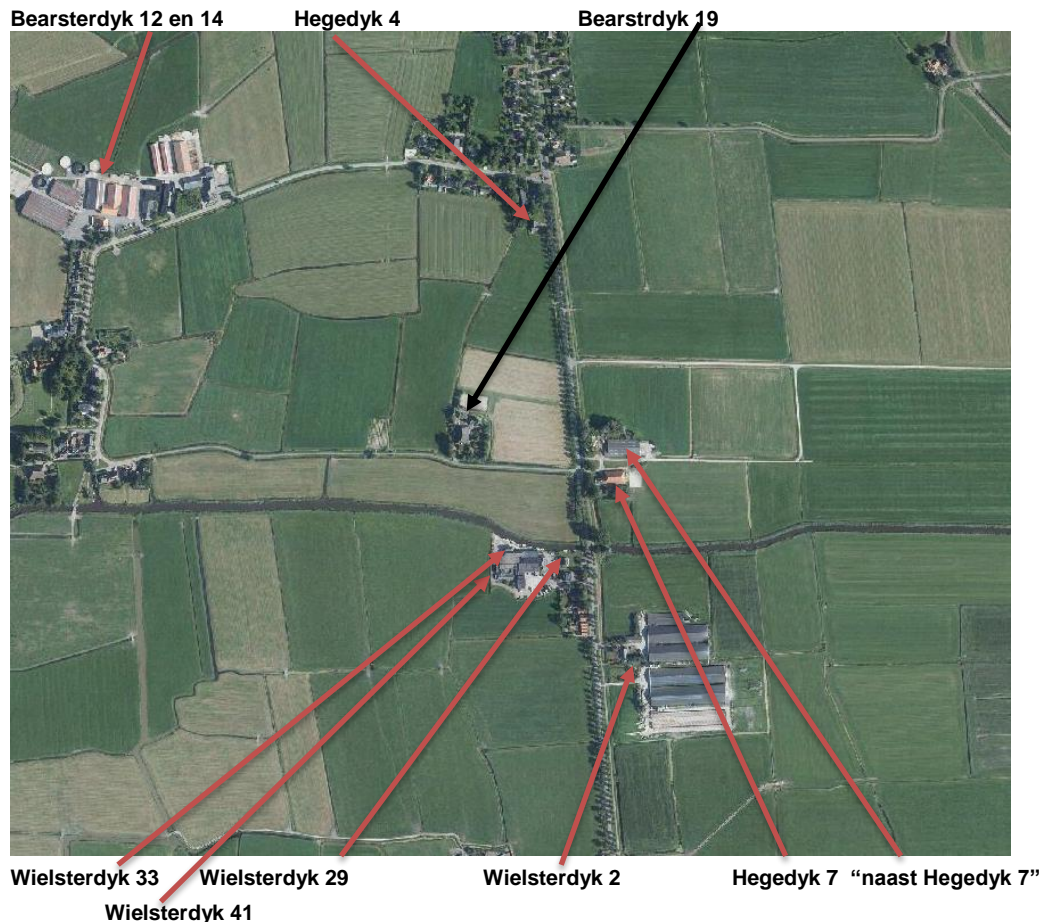 Bearsterdyk 12 en 14 Hegedyk 4 Bearstrdyk 19
Wielsterdyk 33 Wielsterdyk 29 Wielsterdyk 2 Hegedyk 7 “naast Hegedyk 7”
Wielsterdyk 41